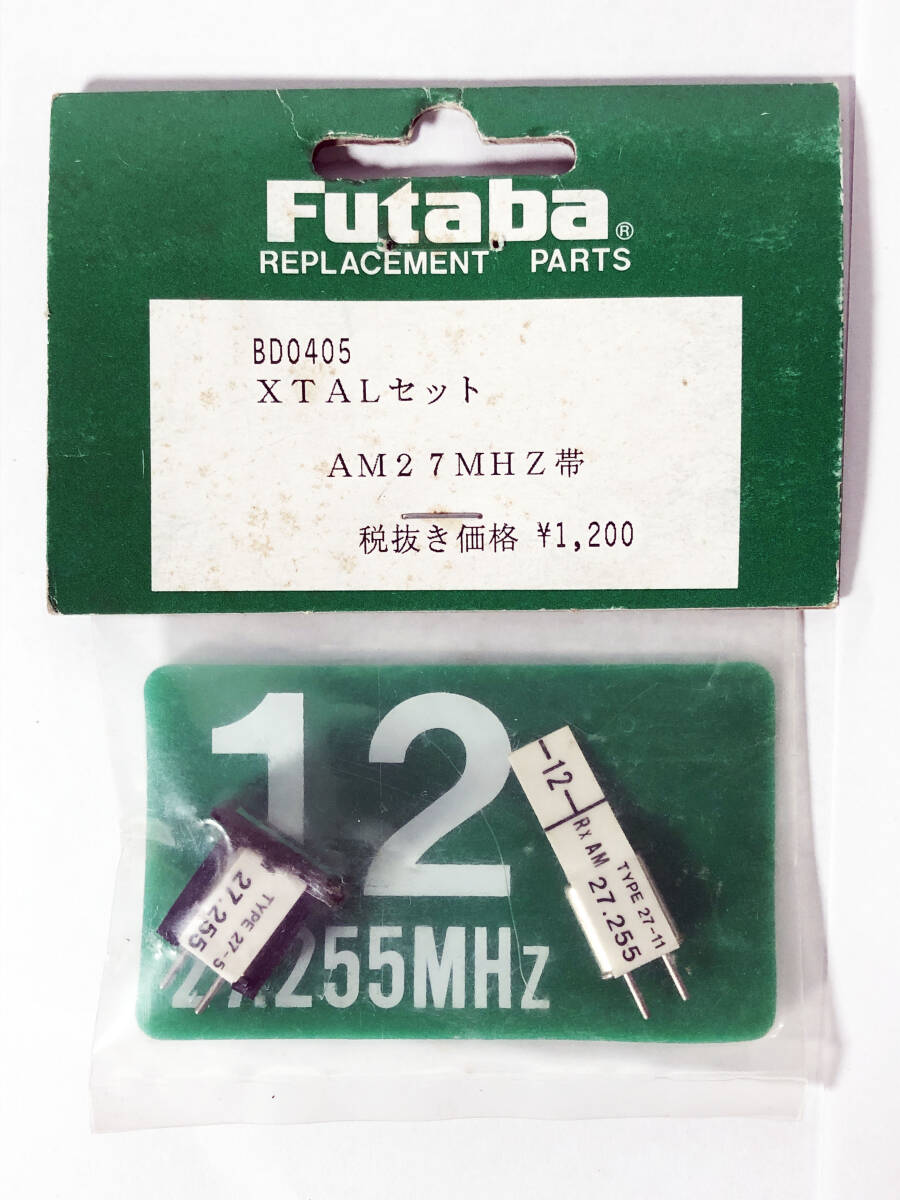 Futaba®
REPLACEMENT PARTS
BD0405
XTALセット
AM27MHZ帯
税抜き価格 ¥1,200
12
27.255MHz
TYPE 27-5
27.255
-12-
RX AM
TYPE 27-11
27.255